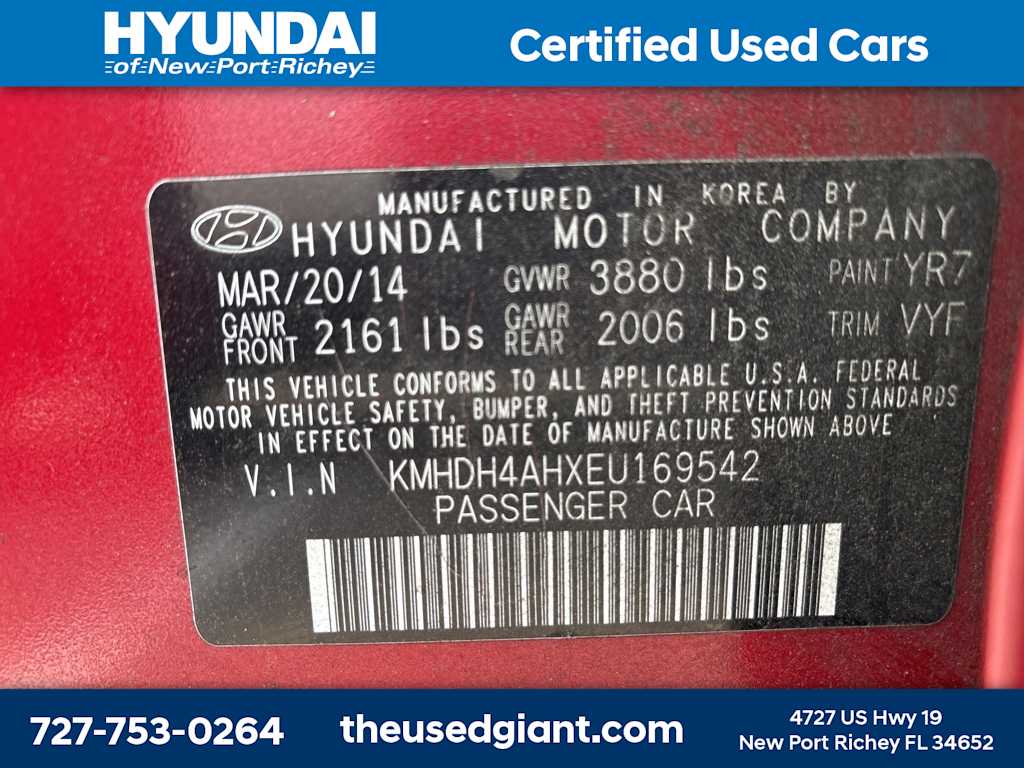 HYUNDAI
of New Port Richey
Certified Used Cars
MANUFACTURED IN KOREA BY
HYUNDAI MOTOR COMPANY
MAR/20/14 GVWR 3880 lbs PAINT YR7
GAWR FRONT 2161 lbs GAWR REAR 2006 lbs TRIM VYF
THIS VEHICLE CONFORMS TO ALL APPLICABLE U.S.A. FEDERAL
MOTOR VEHICLE SAFETY, BUMPER, AND THEFT PREVENTION STANDARDS
IN EFFECT ON THE DATE OF MANUFACTURE SHOWN ABOVE
V.I.N KMHDH4AHXEU169542
PASSENGER CAR
727-753-0264
theusedgiant.com
4727 US Hwy 19
New Port Richey FL 34652